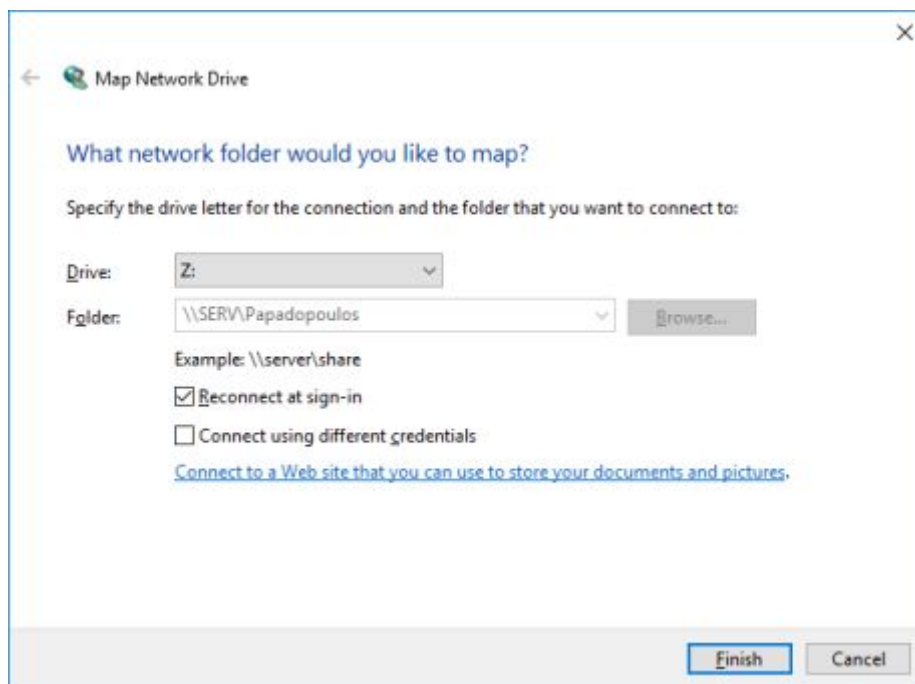 Map Network Drive
What network folder would you like to map?
Specify the drive letter for the connection and the folder that you want to connect to:
Drive: Z:
Folder: \\SERV\Papadopoulos Browse...
Example: \\server\share
Reconnect at sign-in
Connect using different credentials
Connect to a Web site that you can use to store your documents and pictures.
Finish Cancel